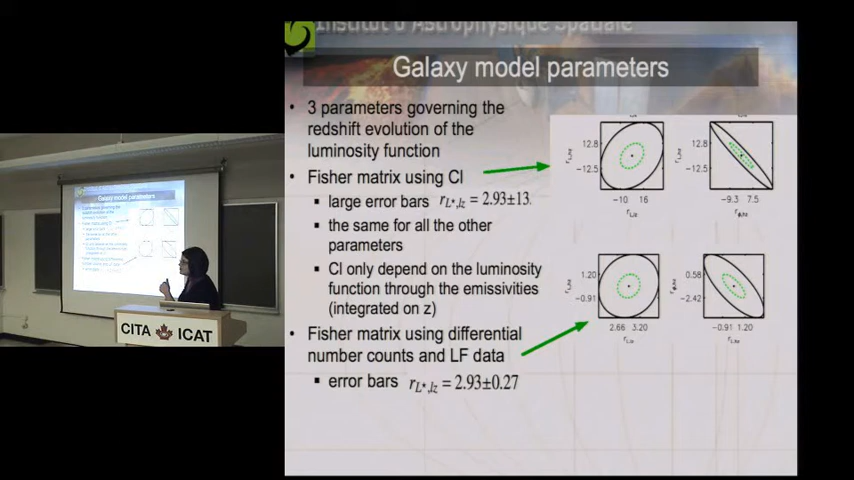 Institut d'Astrophysique Spatiale
Galaxy model parameters
• 3 parameters governing the
redshift evolution of the
luminosity function
• Fisher matrix using Cl
▪ large error bars r_{L*,lz} = 2.93±13.
▪ the same for all the other
parameters
▪ Cl only depend on the luminosity
function through the emissivities
(integrated on z)
• Fisher matrix using differential
number counts and LF data
▪ error bars r_{L*,lz} = 2.93±0.27
12.8
−12.5
−10 16
12.8
−12.5
−9.3 7.5
1.20
−0.91
2.66 3.20
0.58
−2.42
−0.91 1.20
Galaxy model parameters
CITA ICAT